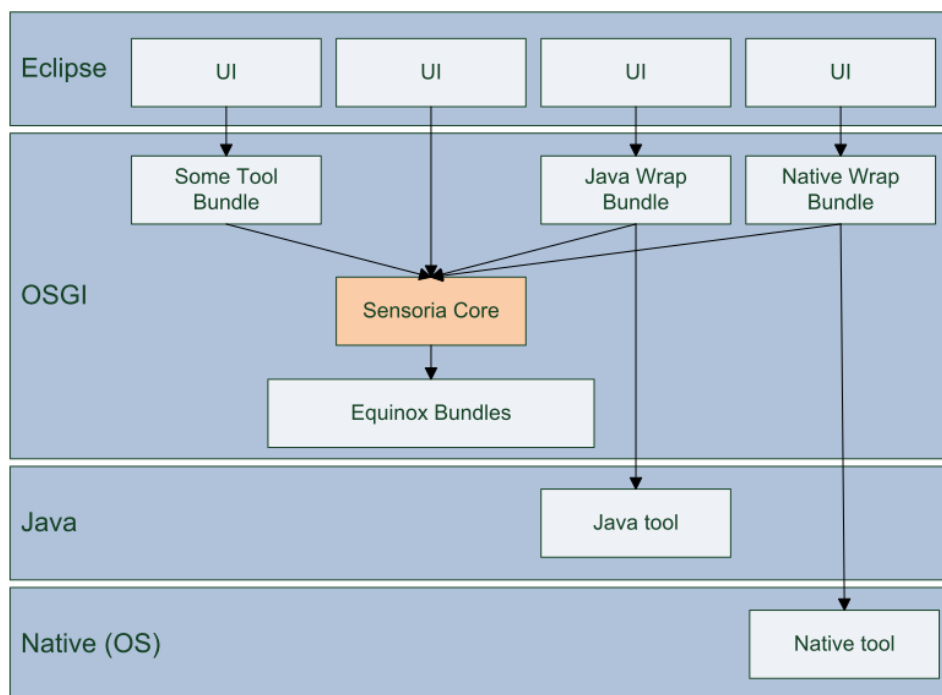 Eclipse
UI
UI
UI
UI
OSGI
Some Tool
Bundle
Java Wrap
Bundle
Native Wrap
Bundle
Sensoria Core
Equinox Bundles
Java
Java tool
Native (OS)
Native tool